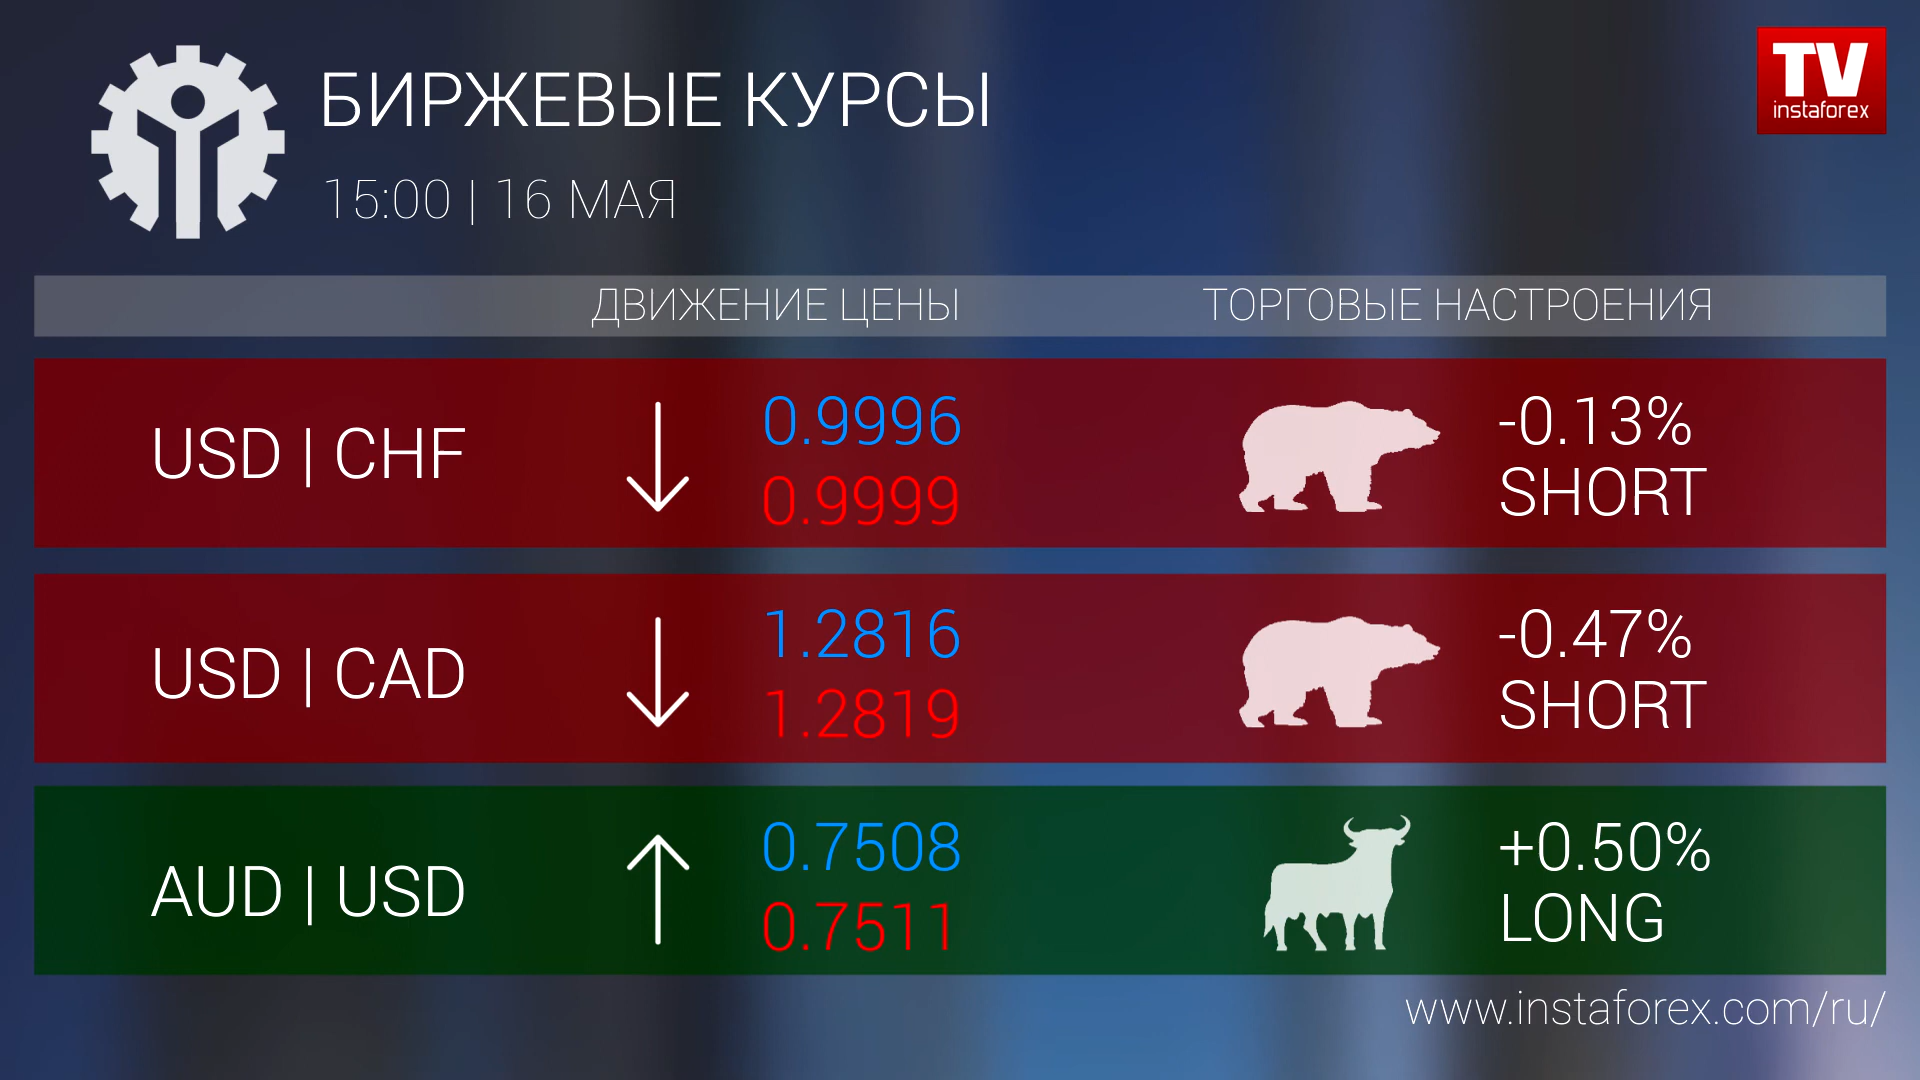 БИРЖЕВЫЕ КУРСЫ
15:00 | 16 МАЯ
TV
instaforex
ДВИЖЕНИЕ ЦЕНЫ ТОРГОВЫЕ НАСТРОЕНИЯ
USD | CHF
0.9996
0.9999
-0.13%
SHORT
USD | CAD
1.2816
1.2819
-0.47%
SHORT
AUD | USD
0.7508
0.7511
+0.50%
LONG
www.instaforex.com/ru/